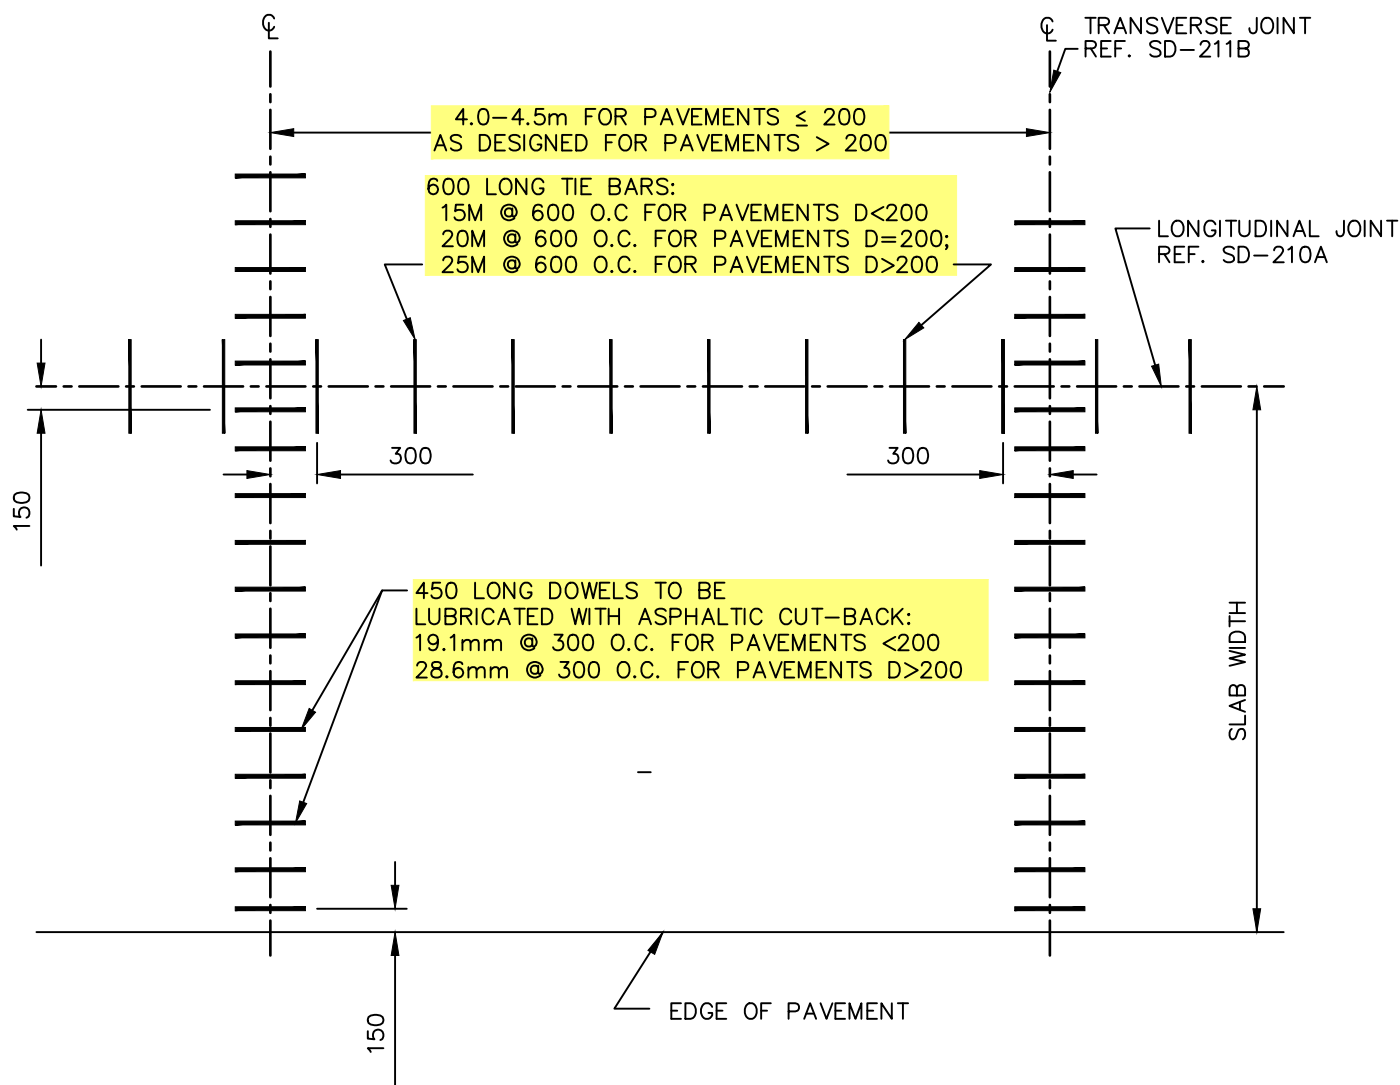 ℄
℄ TRANSVERSE JOINT
REF. SD-211B
4.0-4.5m FOR PAVEMENTS ≤ 200
AS DESIGNED FOR PAVEMENTS > 200
600 LONG TIE BARS:
15M @ 600 O.C FOR PAVEMENTS D<200
20M @ 600 O.C. FOR PAVEMENTS D=200;
25M @ 600 O.C. FOR PAVEMENTS D>200
LONGITUDINAL JOINT
REF. SD-210A
300
300
150
450 LONG DOWELS TO BE
LUBRICATED WITH ASPHALTIC CUT-BACK:
19.1mm @ 300 O.C. FOR PAVEMENTS <200
28.6mm @ 300 O.C. FOR PAVEMENTS D>200
SLAB WIDTH
EDGE OF PAVEMENT
150